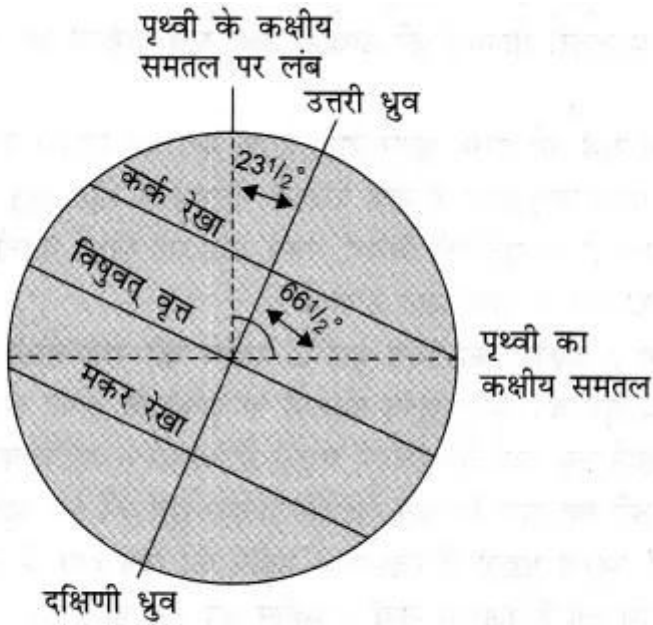 पृथ्वी के कक्षीय
समतल पर लंब
उत्तरी ध्रुव
23½°
कर्क रेखा
विषुवत् वृत्त
66½°
पृथ्वी का
कक्षीय समतल
मकर रेखा
दक्षिणी ध्रुव